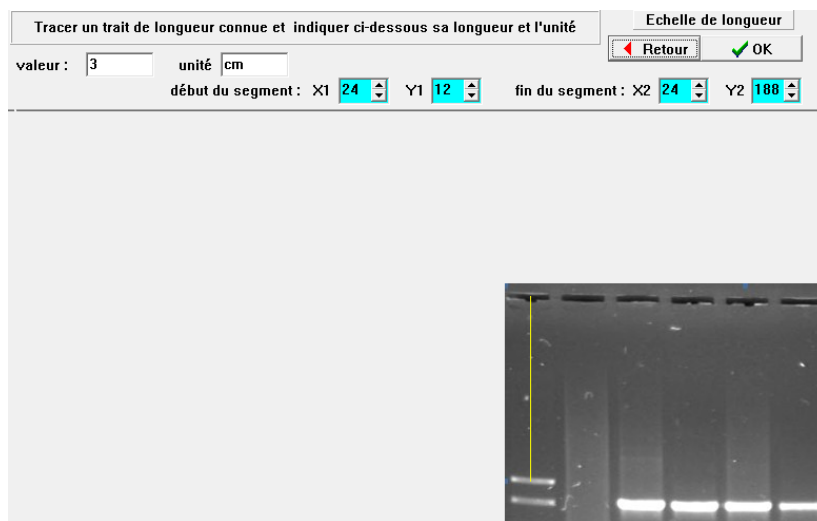 Tracer un trait de longueur connue et indiquer ci-dessous sa longueur et l'unité
Echelle de longueur
Retour
OK
valeur : 3 unité cm
début du segment : X1 24 Y1 12 fin du segment : X2 24 Y2 188